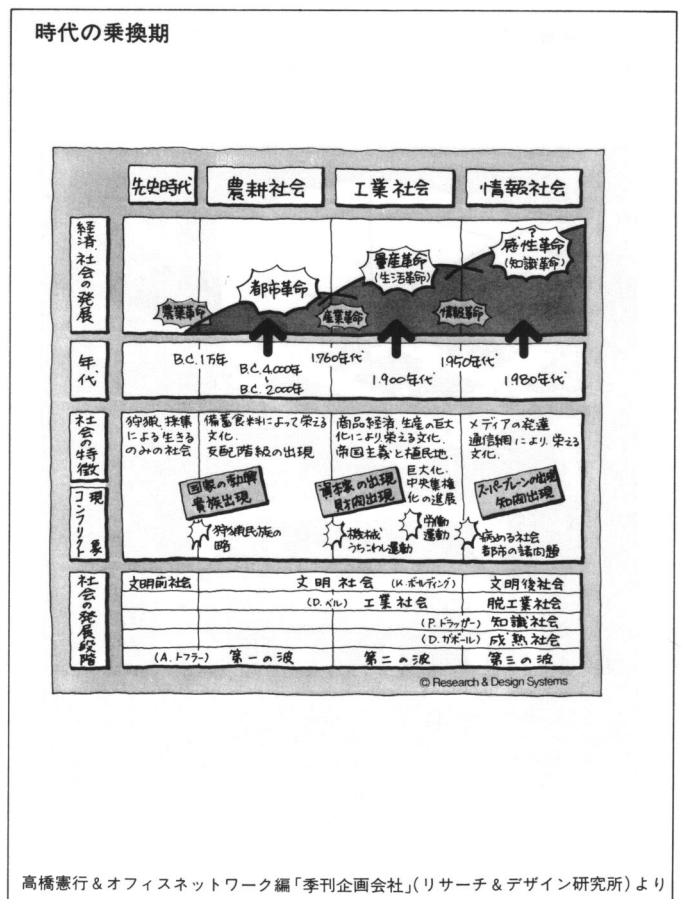 時代の乗換期
先史時代 農耕社会 工業社会 情報社会
経済社会の発展
農業革命
都市革命
産業革命
量産革命
(生活革命)
情報革命
?
感性革命
(知識革命)
年代
B.C.1万年
B.C.4,000年
B.C.2000年
1760年代
1.900年代
1.950年代
1980年代
社会の特徴
狩猟、採集
による生きる
のみの社会
備蓄食料によって栄える
文化.
支配階級の出現
商品経済、生産の巨大
化により栄える文化.
帝国主義と植民地.
巨大化.
中央集権
化の進展
メディアの発達
通信網により栄える
文化.
貴族出現
資本家の出現
財閥出現
スーパーブレーンの出現
知閥出現
コンフリクト現象
狩猟民族の
略
機械
うちこわし運動
労働
運動
病める社会
都市の諸問題
社会の発展段階
文明前社会 文明社会 (K.ボールディング) 文明後社会
(D.ベル) 工業社会 脱工業社会
(P.ドラッガー) 知識社会
(D.ガボール) 成熟社会
(A.トフラー) 第一の波 第二の波 第三の波
© Research & Design Systems
高橋憲行&オフィスネットワーク編「季刊企画会社」(リサーチ&デザイン研究所)より